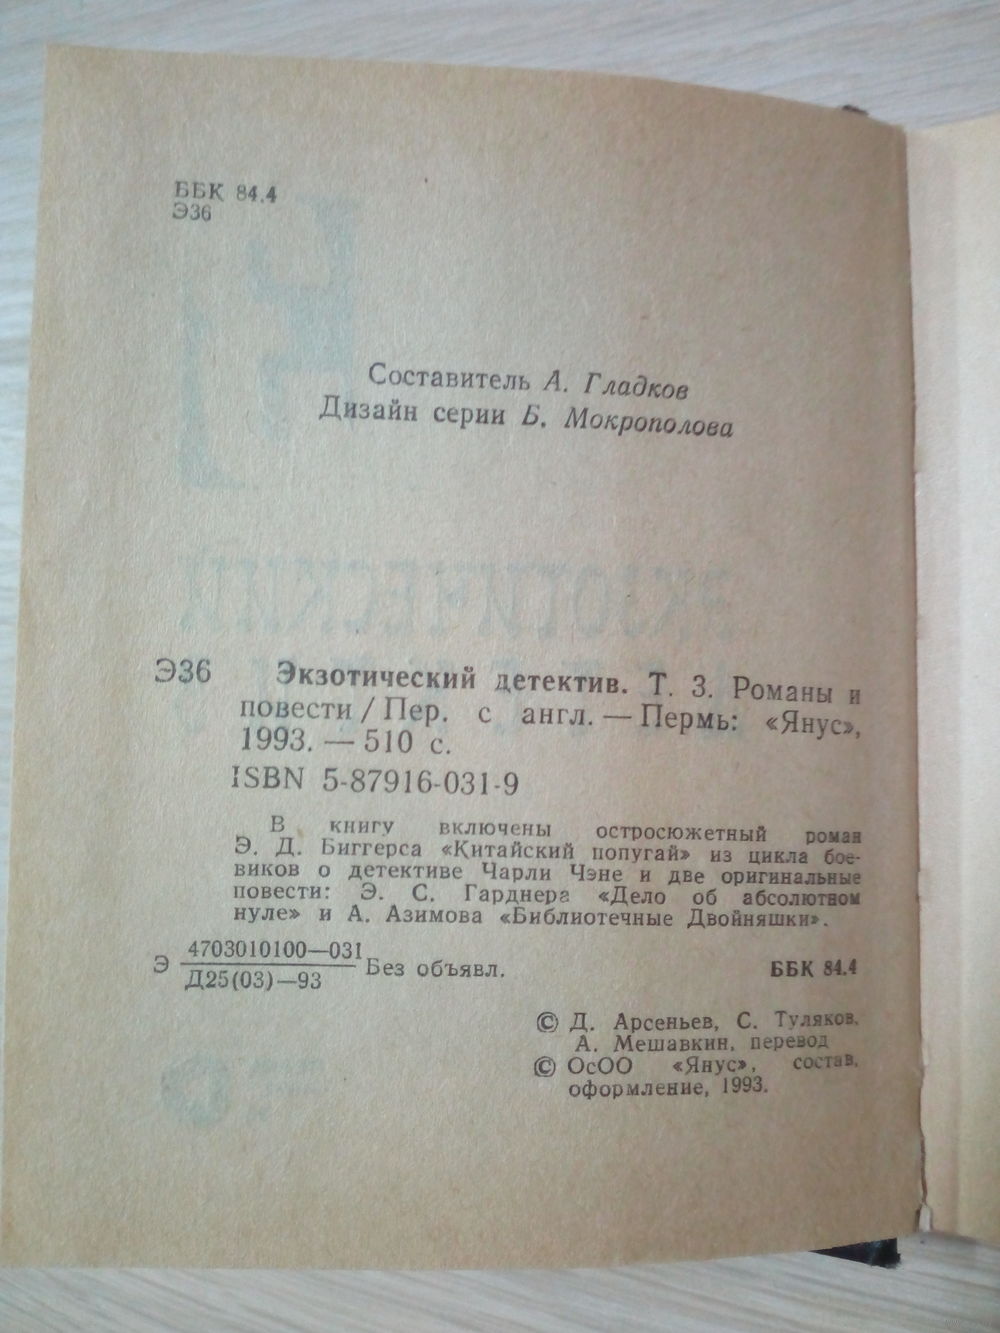 ББК 84.4
Э36
Составитель А. Гладков
Дизайн серии Б. Мокрополова
Э36 Экзотический детектив. Т. 3. Романы и
повести / Пер. с англ. — Пермь: «Янус»,
1993. — 510 с.
ISBN 5-87916-031-9
В книгу включены остросюжетный роман
Э. Д. Биггерса «Китайский попугай» из цикла бое-
виков о детективе Чарли Чэне и две оригинальные
повести: Э. С. Гарднера «Дело об абсолютном
нуле» и А. Азимова «Библиотечные Двойняшки».
Э 4703010100—031
Д25(03)—93 Без объявл.
ББК 84.4
© Д. Арсеньев, С. Туляков,
А. Мешавкин, перевод
© ОсОО «Янус», состав,
оформление, 1993.